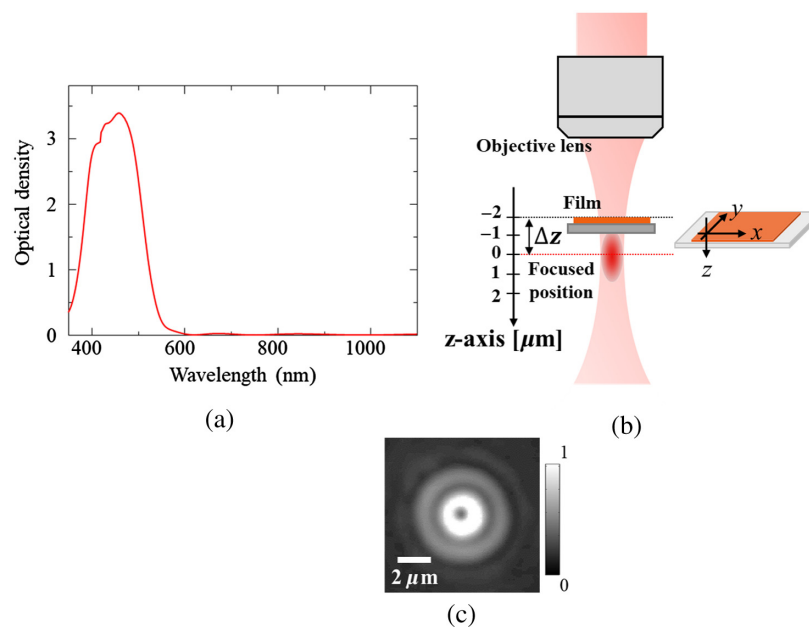 3
2
1
0
Optical density
400
600
800
1000
Wavelength (nm)
(a)
Objective lens
Film
–2
–1
0
1
2
Δz
Focused
position
z-axis [μm]
y
x
z
(b)
1
0
2 μm
(c)